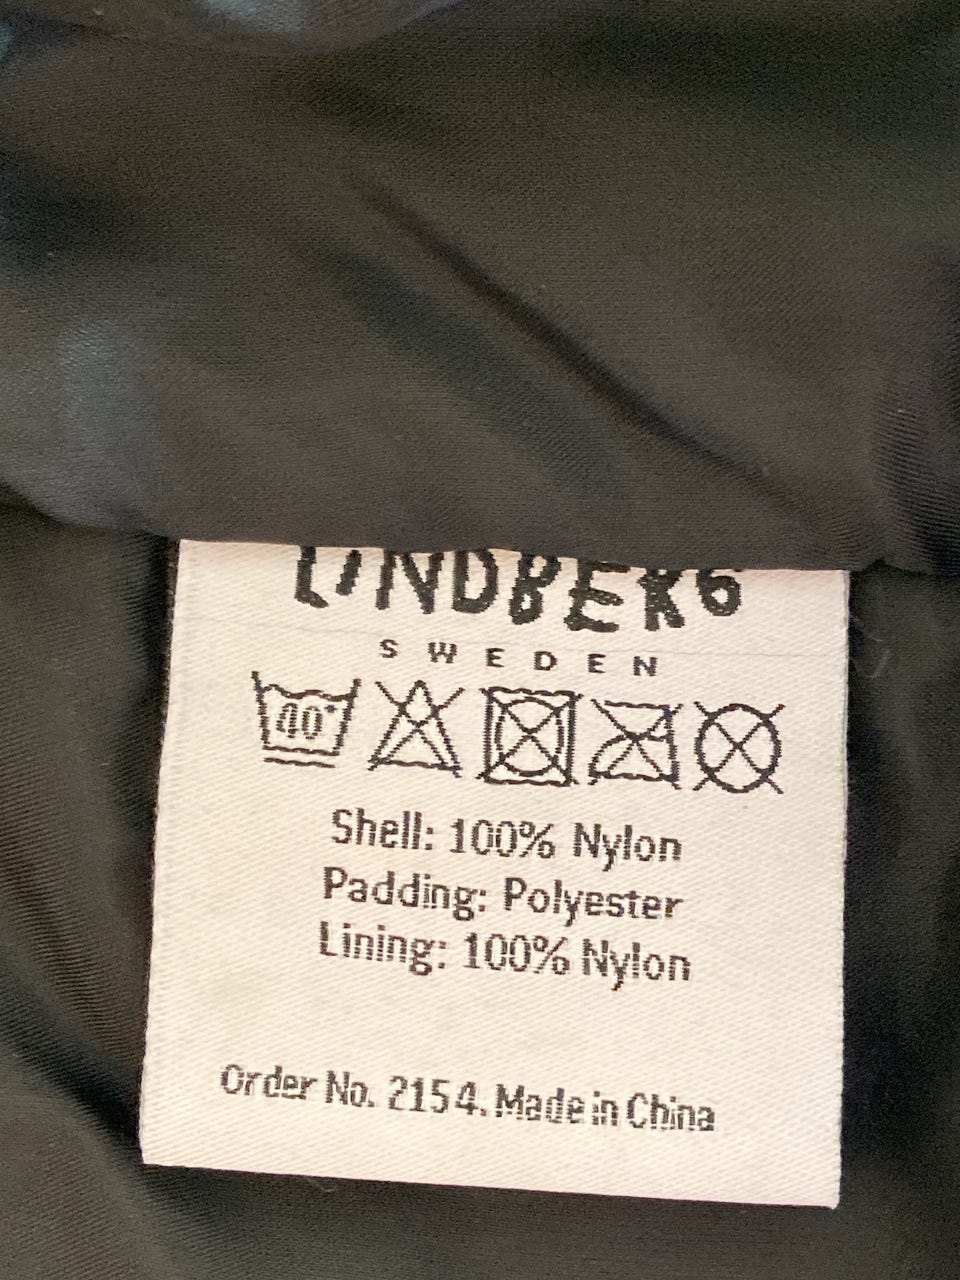 LINDBERG
SWEDEN
40°
Shell: 100% Nylon
Padding: Polyester
Lining: 100% Nylon
Order No. 2154. Made in China